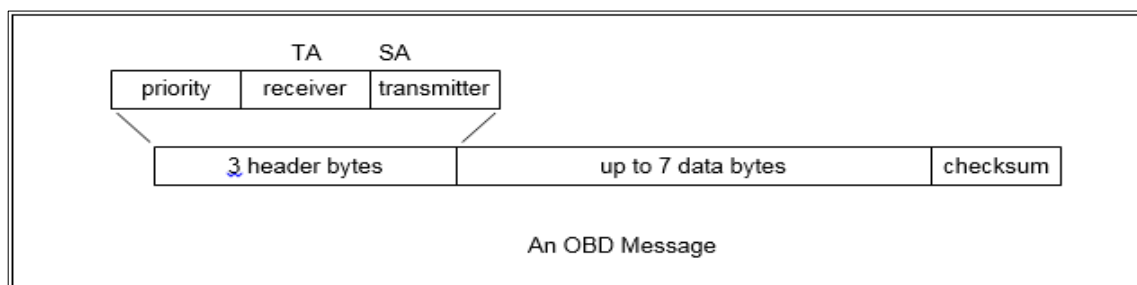 TA SA
priority receiver transmitter
3 header bytes up to 7 data bytes checksum
An OBD Message